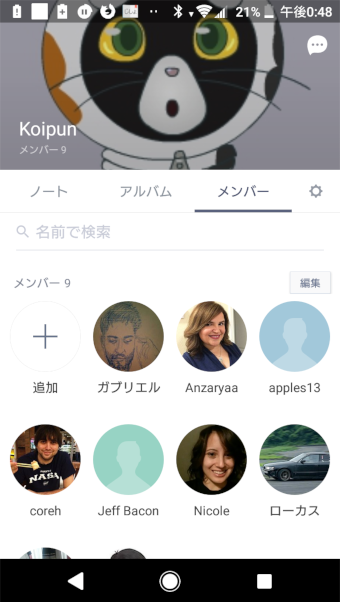 21% 午後0:48
Koipun
メンバー 9
ノート アルバム メンバー
名前で検索
メンバー 9 編集
追加 ガブリエル Anzaryaa apples13
NASA
coreh Jeff Bacon Nicole ローカス